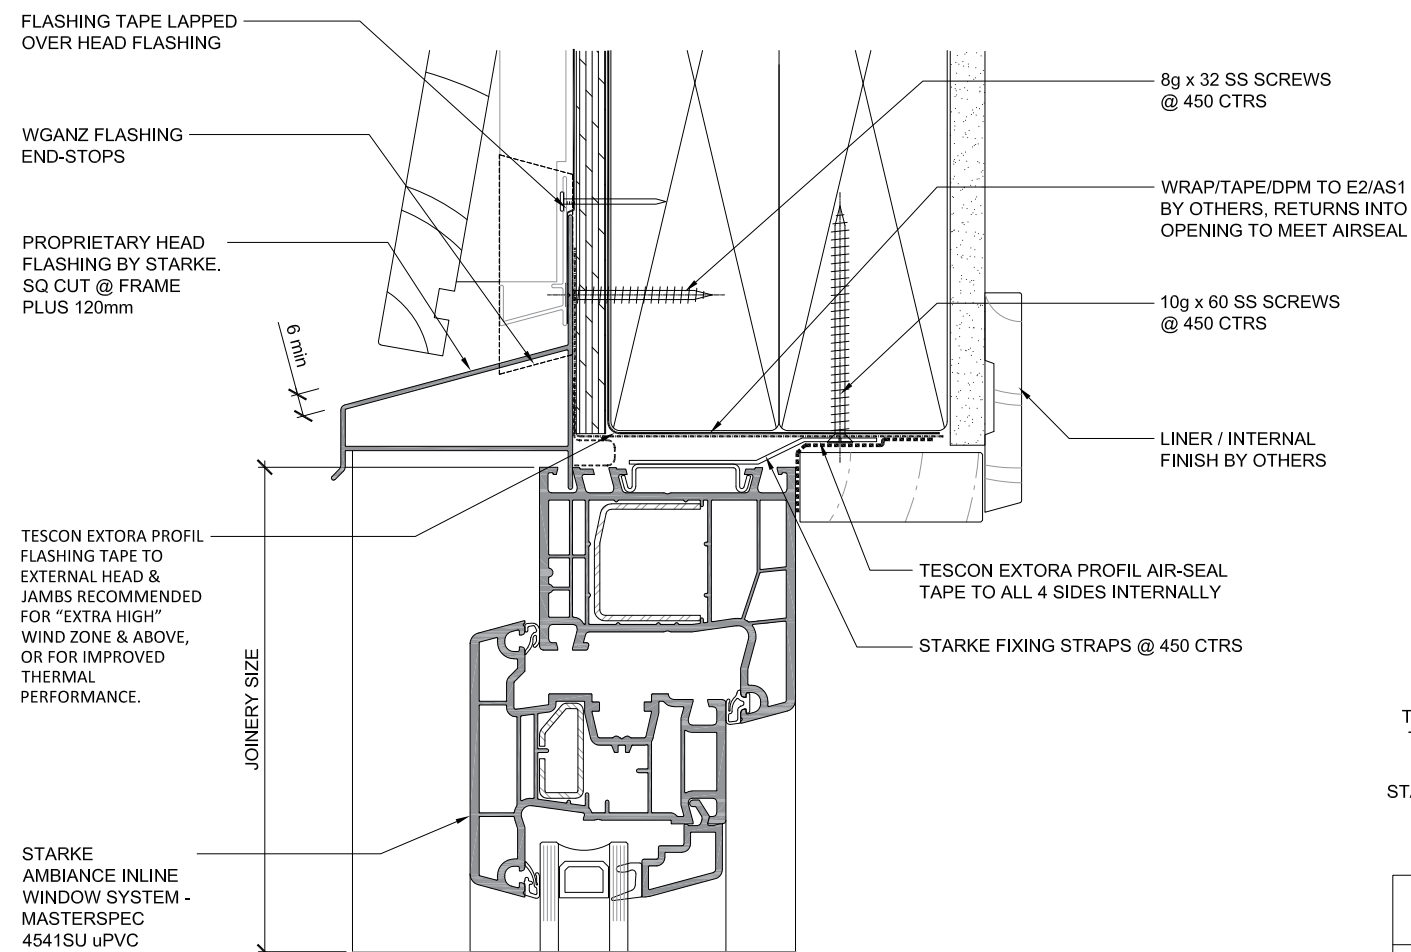 FLASHING TAPE LAPPED
OVER HEAD FLASHING
WGANZ FLASHING
END-STOPS
PROPRIETARY HEAD
FLASHING BY STARKE.
SQ CUT @ FRAME
PLUS 120mm
6 min
TESCON EXTORA PROFIL
FLASHING TAPE TO
EXTERNAL HEAD &
JAMBS RECOMMENDED
FOR “EXTRA HIGH”
WIND ZONE & ABOVE,
OR FOR IMPROVED
THERMAL
PERFORMANCE.
JOINERY SIZE
STARKE
AMBIANCE INLINE
WINDOW SYSTEM -
MASTERSPEC
4541SU uPVC
8g x 32 SS SCREWS
@ 450 CTRS
WRAP/TAPE/DPM TO E2/AS1
BY OTHERS, RETURNS INTO
OPENING TO MEET AIRSEAL
10g x 60 SS SCREWS
@ 450 CTRS
LINER / INTERNAL
FINISH BY OTHERS
TESCON EXTORA PROFIL AIR-SEAL
TAPE TO ALL 4 SIDES INTERNALLY
STARKE FIXING STRAPS @ 450 CTRS